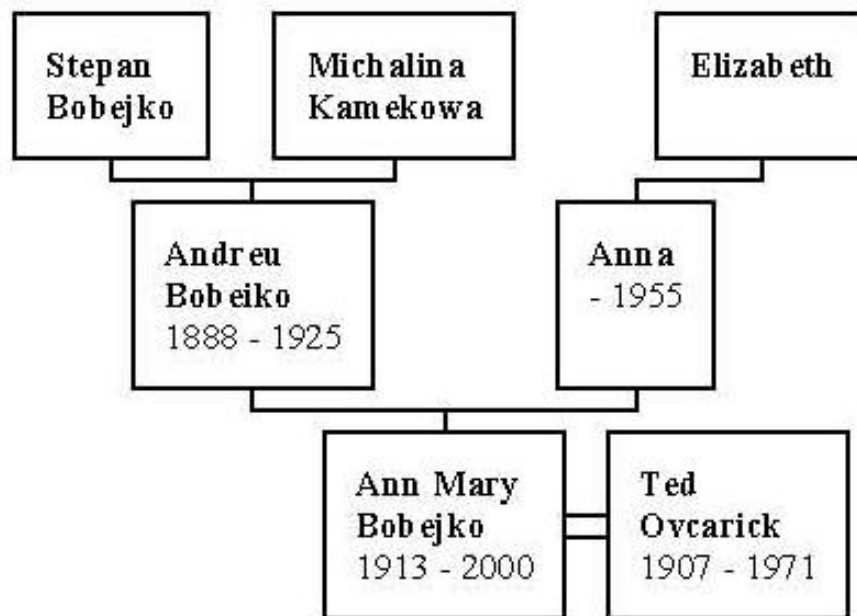 Stepan
Bobejko
Michalina
Kamekowa
Elizabeth
Andreu
Bobeiko
1888 - 1925
Anna
- 1955
Ann Mary
Bobejko
1913 - 2000
Ted
Ovcarick
1907 - 1971